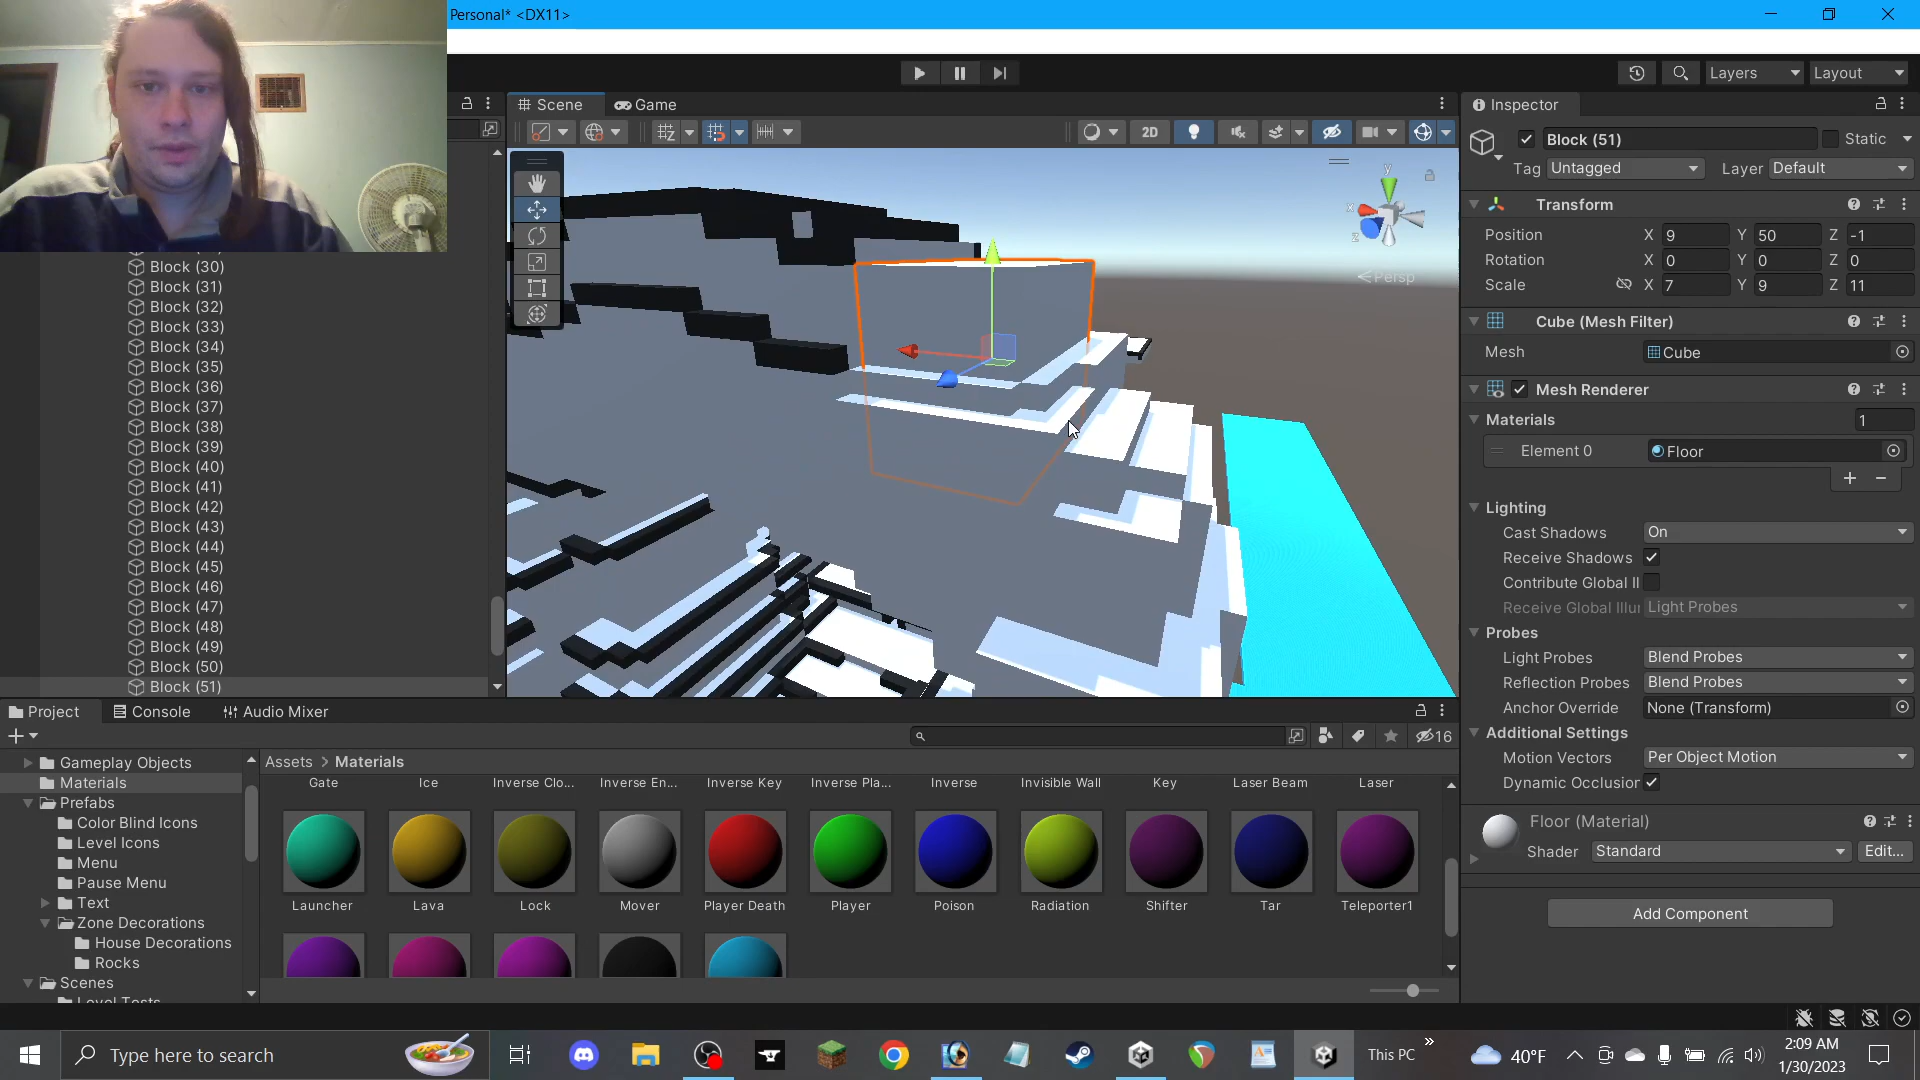 Personal* <DX11>
Layers
Layout
Scene
Game
Inspector
2D
Block (51)
Static
Tag
Untagged
Layer
Default
Transform
Position
X
9
Y
50
Z
-1
Rotation
X
0
Y
0
Z
0
Scale
X
7
Y
9
Z
11
y
x
z
Persp
Cube (Mesh Filter)
Mesh
Cube
Mesh Renderer
Materials
1
Element 0
Floor
Lighting
Cast Shadows
On
Receive Shadows
Contribute Global Il
Receive Global Illu
Light Probes
Probes
Light Probes
Blend Probes
Reflection Probes
Blend Probes
Anchor Override
None (Transform)
Additional Settings
Motion Vectors
Per Object Motion
Dynamic Occlusion
Floor (Material)
Shader
Standard
Edit...
Add Component
Block (30)
Block (31)
Block (32)
Block (33)
Block (34)
Block (35)
Block (36)
Block (37)
Block (38)
Block (39)
Block (40)
Block (41)
Block (42)
Block (43)
Block (44)
Block (45)
Block (46)
Block (47)
Block (48)
Block (49)
Block (50)
Block (51)
Project
Console
Audio Mixer
16
Gameplay Objects
Materials
Prefabs
Color Blind Icons
Level Icons
Menu
Pause Menu
Text
Zone Decorations
House Decorations
Rocks
Scenes
Level Tests
Assets > Materials
Gate
Ice
Inverse Clo...
Inverse En...
Inverse Key
Inverse Pla...
Inverse
Invisible Wall
Key
Laser Beam
Laser
Launcher
Lava
Lock
Mover
Player Death
Player
Poison
Radiation
Shifter
Tar
Teleporter1
Type here to search
This PC
40°F
2:09 AM
1/30/2023